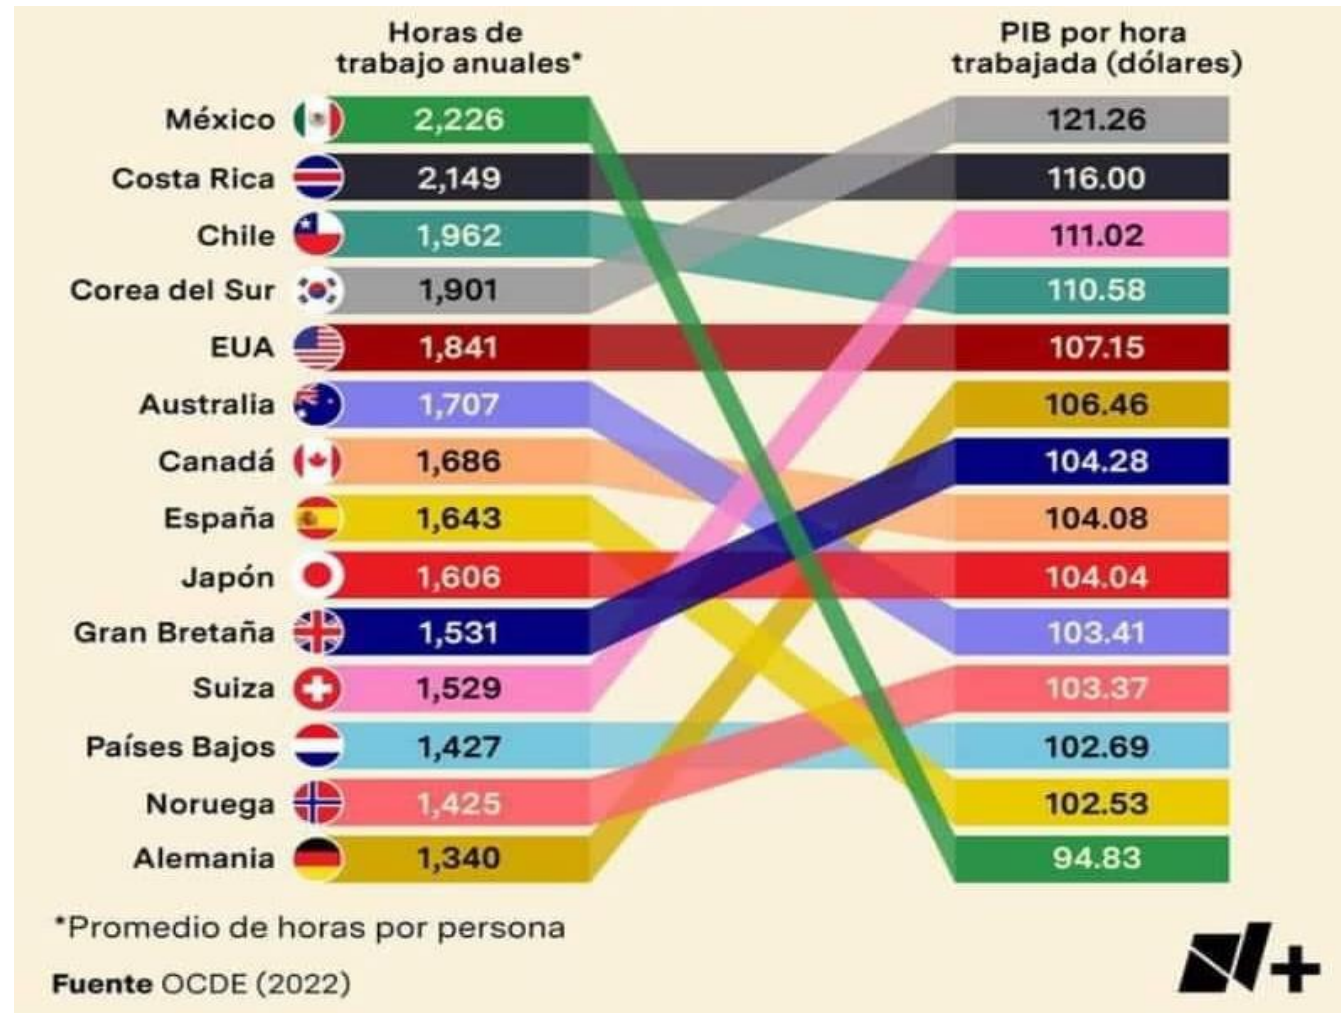 Horas de
trabajo anuales*
PIB por hora
trabajada (dólares)
México 2,226 121.26
Costa Rica 2,149 116.00
Chile 1,962 111.02
Corea del Sur 1,901 110.58
EUA 1,841 107.15
Australia 1,707 106.46
Canadá 1,686 104.28
España 1,643 104.08
Japón 1,606 104.04
Gran Bretaña 1,531 103.41
Suiza 1,529 103.37
Países Bajos 1,427 102.69
Noruega 1,425 102.53
Alemania 1,340 94.83
*Promedio de horas por persona
Fuente OCDE (2022)
N+